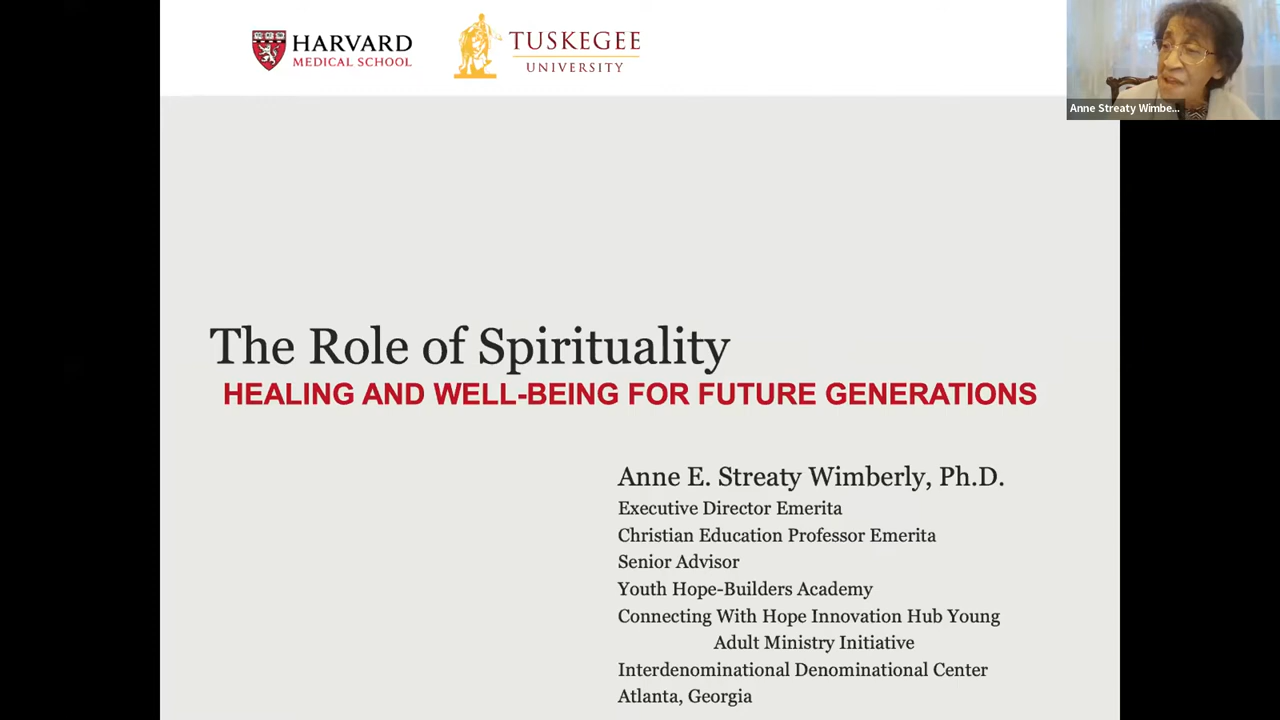 HARVARD
MEDICAL SCHOOL
TUSKEGEE
UNIVERSITY
Anne Streaty Wimbe...
The Role of Spirituality
HEALING AND WELL-BEING FOR FUTURE GENERATIONS
Anne E. Streaty Wimberly, Ph.D.
Executive Director Emerita
Christian Education Professor Emerita
Senior Advisor
Youth Hope-Builders Academy
Connecting With Hope Innovation Hub Young
Adult Ministry Initiative
Interdenominational Denominational Center
Atlanta, Georgia